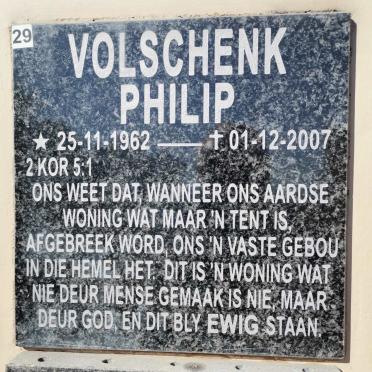 29
VOLSCHENK
PHILIP
★ 25-11-1962 —— ✝ 01-12-2007
2 KOR 5:1
ONS WEET DAT, WANNEER ONS AARDSE
WONING WAT MAAR 'N TENT IS,
AFGEBREEK WORD, ONS 'N VASTE GEBOU
IN DIE HEMEL HET. DIT IS 'N WONING WAT
NIE DEUR MENSE GEMAAK IS NIE, MAAR
DEUR GOD, EN DIT BLY EWIG STAAN.